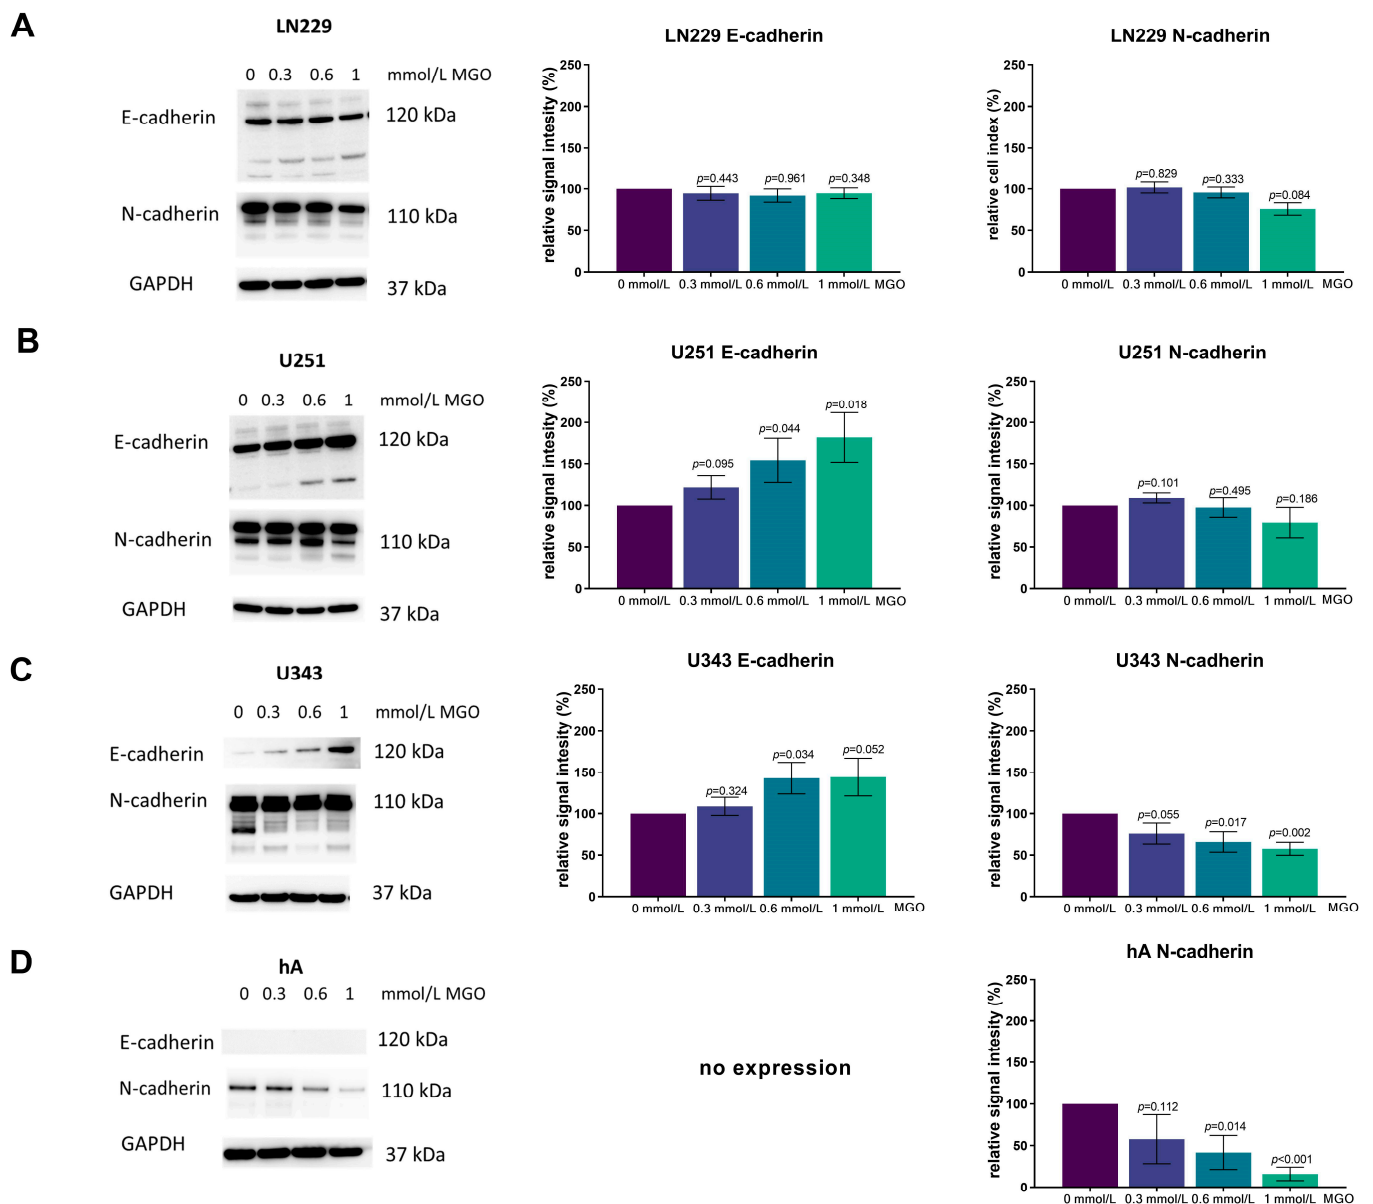 A
LN229
0 0.3 0.6 1 mmol/L MGO
E-cadherin 120 kDa
N-cadherin 110 kDa
GAPDH 37 kDa
LN229 E-cadherin
relative signal intesity (%)
250
200
150
100
50
0
p=0.443 p=0.961 p=0.348
0 mmol/L 0.3 mmol/L 0.6 mmol/L 1 mmol/L MGO
LN229 N-cadherin
relative cell index (%)
250
200
150
100
50
0
p=0.829 p=0.333 p=0.084
0 mmol/L 0.3 mmol/L 0.6 mmol/L 1 mmol/L MGO
B
U251
0 0.3 0.6 1 mmol/L MGO
E-cadherin 120 kDa
N-cadherin 110 kDa
GAPDH 37 kDa
U251 E-cadherin
relative signal intesity (%)
250
200
150
100
50
0
p=0.095 p=0.044 p=0.018
0 mmol/L 0.3 mmol/L 0.6 mmol/L 1 mmol/L MGO
U251 N-cadherin
relative signal intesity (%)
250
200
150
100
50
0
p=0.101 p=0.495 p=0.186
0 mmol/L 0.3 mmol/L 0.6 mmol/L 1 mmol/L MGO
C
U343
0 0.3 0.6 1 mmol/L MGO
E-cadherin 120 kDa
N-cadherin 110 kDa
GAPDH 37 kDa
U343 E-cadherin
relative signal intesity (%)
250
200
150
100
50
0
p=0.324 p=0.034 p=0.052
0 mmol/L 0.3 mmol/L 0.6 mmol/L 1 mmol/L MGO
U343 N-cadherin
relative signal intesity (%)
250
200
150
100
50
0
p=0.055 p=0.017 p=0.002
0 mmol/L 0.3 mmol/L 0.6 mmol/L 1 mmol/L MGO
D
hA
0 0.3 0.6 1 mmol/L MGO
E-cadherin 120 kDa
N-cadherin 110 kDa
GAPDH 37 kDa
no expression
hA N-cadherin
relative signal intesity (%)
250
200
150
100
50
0
p=0.112 p=0.014 p<0.001
0 mmol/L 0.3 mmol/L 0.6 mmol/L 1 mmol/L MGO